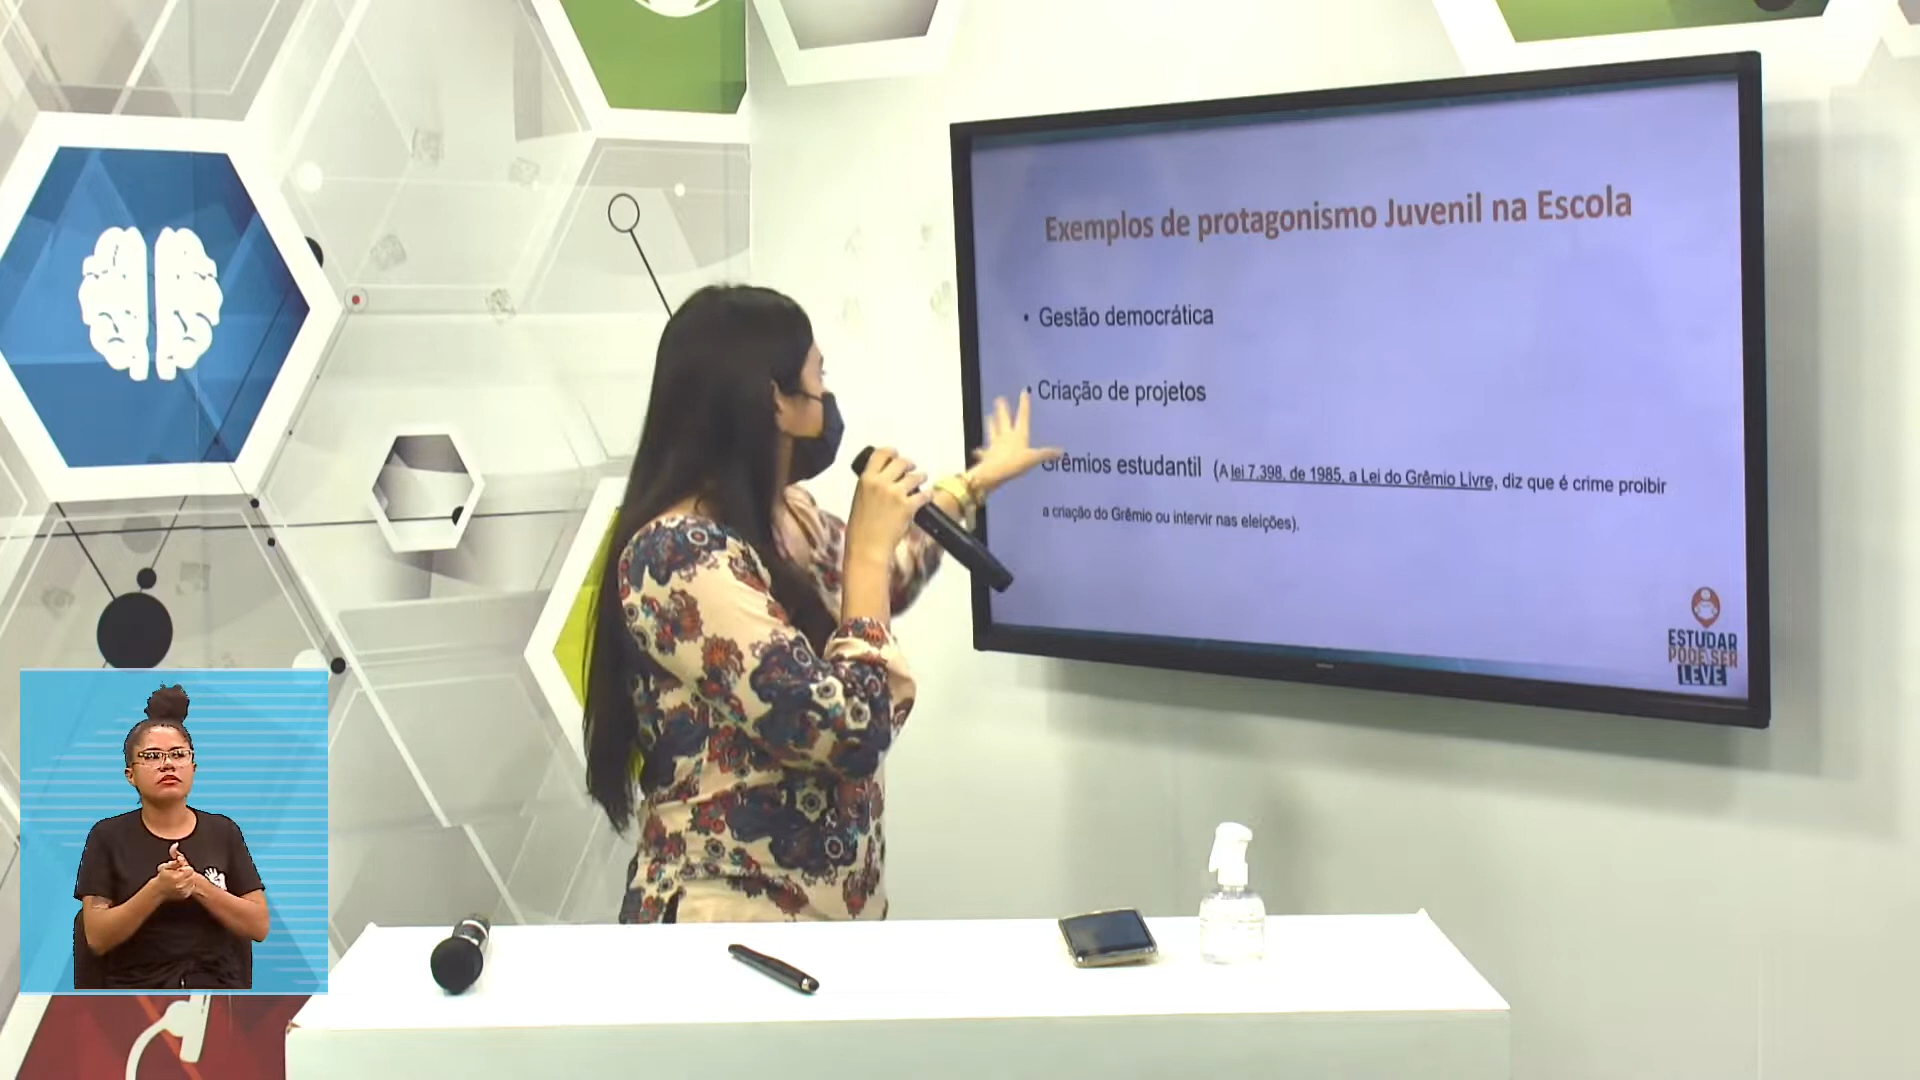 Exemplos de protagonismo Juvenil na Escola
• Gestão democrática
• Criação de projetos
Grêmios estudantil (A lei 7.398, de 1985, a Lei do Grêmio Livre, diz que é crime proibir
a criação do Grêmio ou intervir nas eleições).
ESTUDAR
PODE SER
LEVE